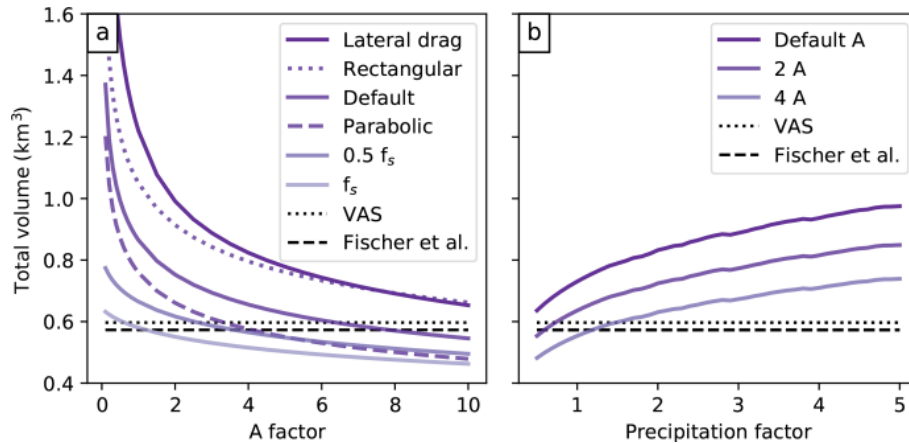 a
Total volume (km³)
1.6
1.4
1.2
1.0
0.8
0.6
0.4
Lateral drag
Rectangular
Default
Parabolic
0.5 fₛ
fₛ
VAS
Fischer et al.
0 2 4 6 8 10
A factor
b
Default A
2 A
4 A
VAS
Fischer et al.
1 2 3 4 5
Precipitation factor